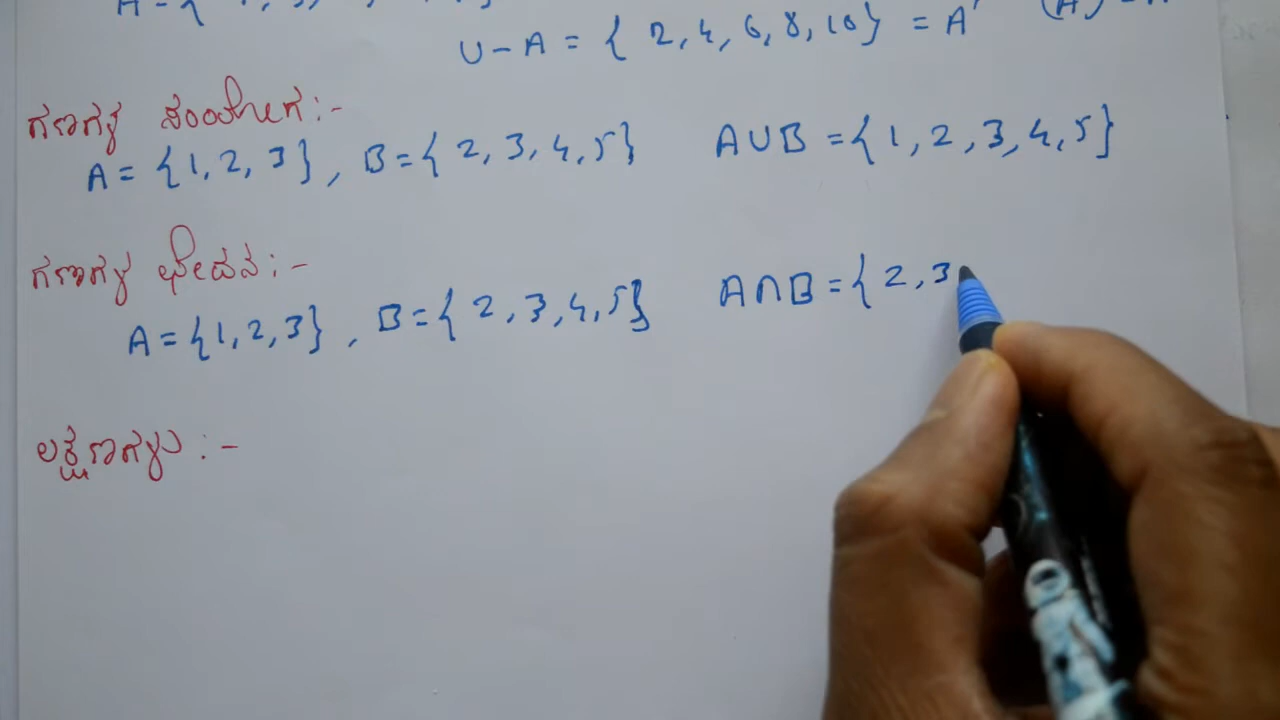 U - A = { 2, 4, 6, 8, 10 } = A'
ಗಣಗಳ ಸಂಯೋಗ :-
A = {1, 2, 3}, B = { 2, 3, 4, 5} A∪B = { 1, 2, 3, 4, 5 }
ಗಣಗಳ ಛೇದನ :-
A = {1, 2, 3}, B = { 2, 3, 4, 5} A∩B = { 2, 3
ಲಕ್ಷಣಗಳು :-